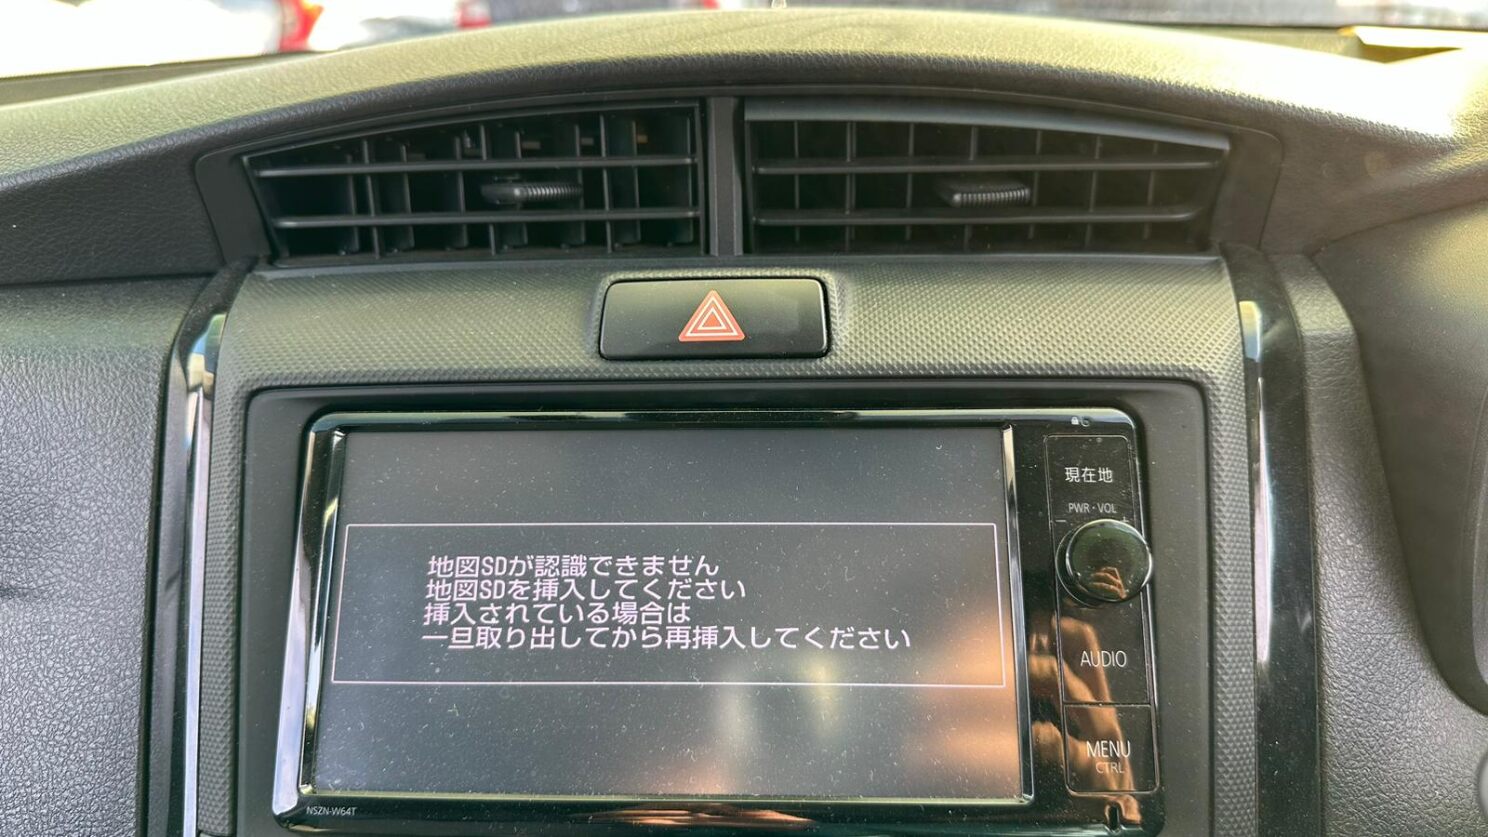 現在地
PWR・VOL
地図SDが認識できません
地図SDを挿入してください
挿入されている場合は
一旦取り出してから再挿入してください
AUDIO
MENU
CTRL
NSZN-W64T